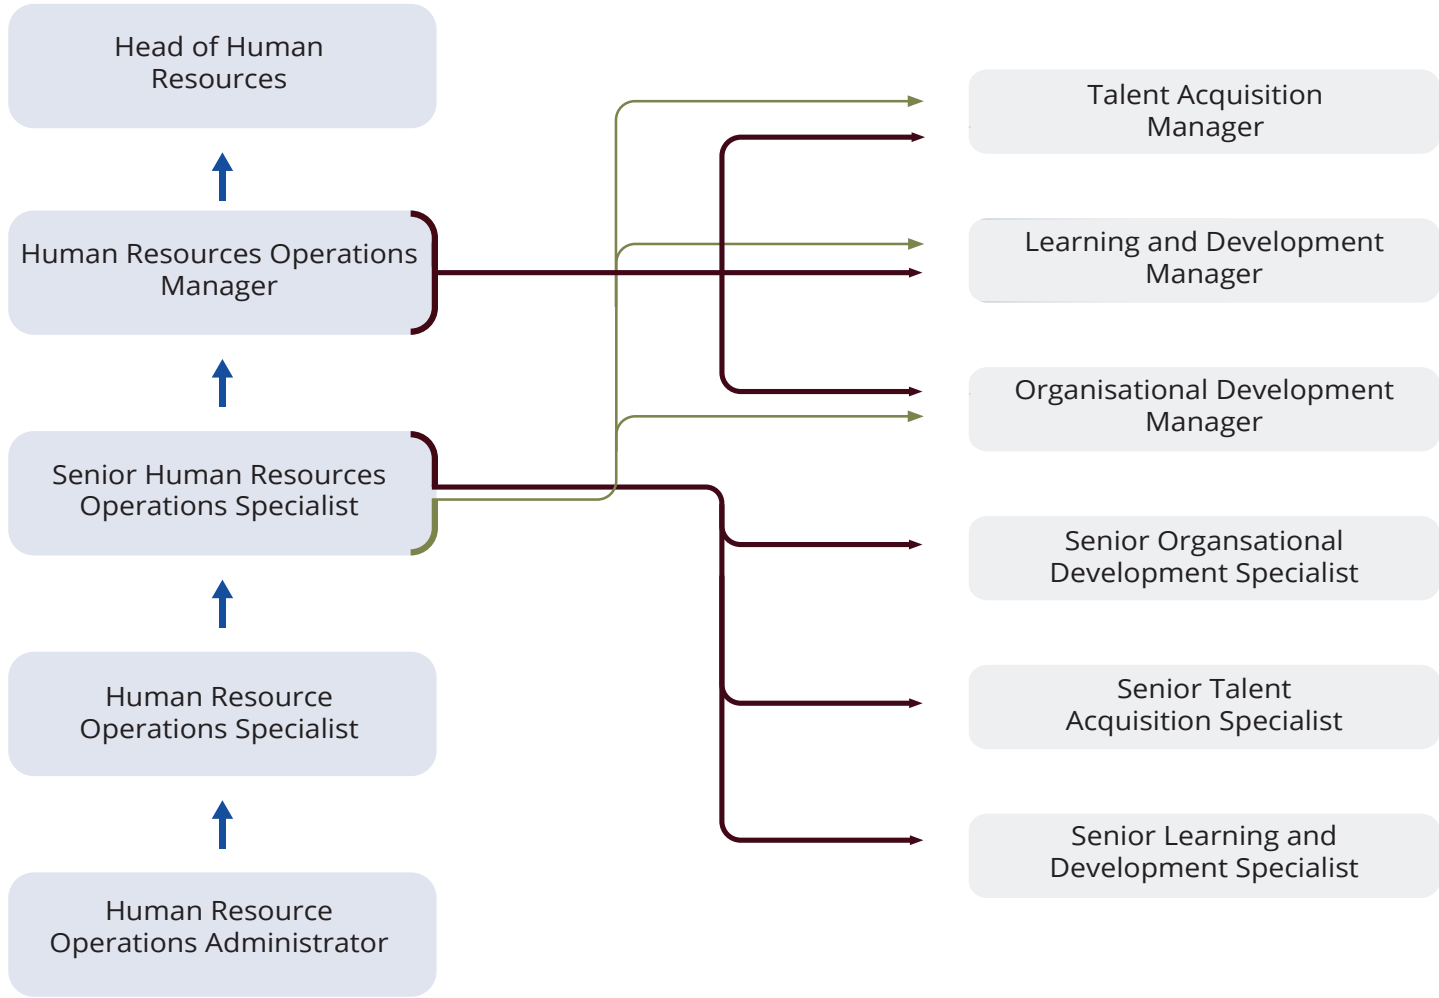 Head of Human
Resources
Human Resources Operations
Manager
Senior Human Resources
Operations Specialist
Human Resource
Operations Specialist
Human Resource
Operations Administrator
Talent Acquisition
Manager
Learning and Development
Manager
Organisational Development
Manager
Senior Organsational
Development Specialist
Senior Talent
Acquisition Specialist
Senior Learning and
Development Specialist